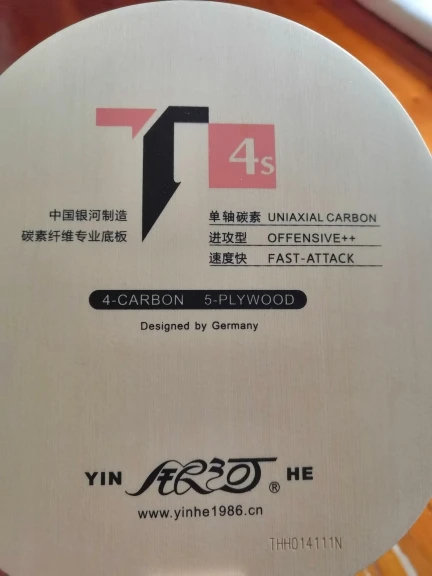 T 4s
中国银河制造
碳素纤维专业底板
单轴碳素 UNIAXIAL CARBON
进攻型 OFFENSIVE++
速度快 FAST-ATTACK
4-CARBON 5-PLYWOOD
Designed by Germany
YIN 银河® HE
www.yinhe1986.cn
THHD14111N